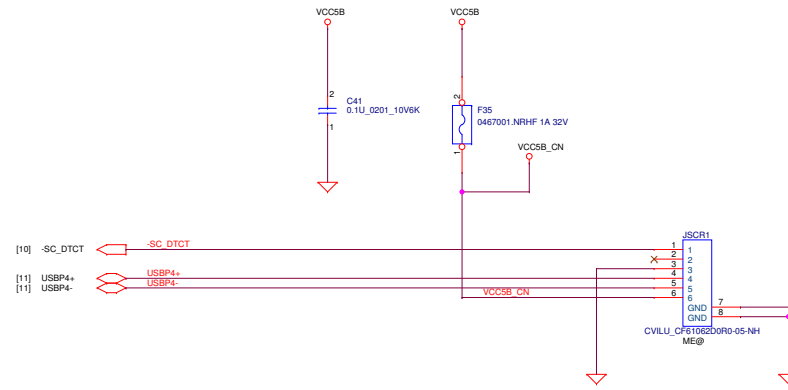 VCC5B
VCC5B
2
C41
0.1U_0201_10V6K
1
2
F35
0467001.NRHF 1A 32V
1
VCC5B_CN
JSCR1
[10] -SC_DTCT
-SC_DTCT
1 1
2 2
3 3
[11] USBP4+
USBP4+
4 4
[11] USBP4-
USBP4-
5 5
VCC5B_CN
6 6
GND 7
GND 8
CVILU_CF61062D0R0-05-NH
ME@